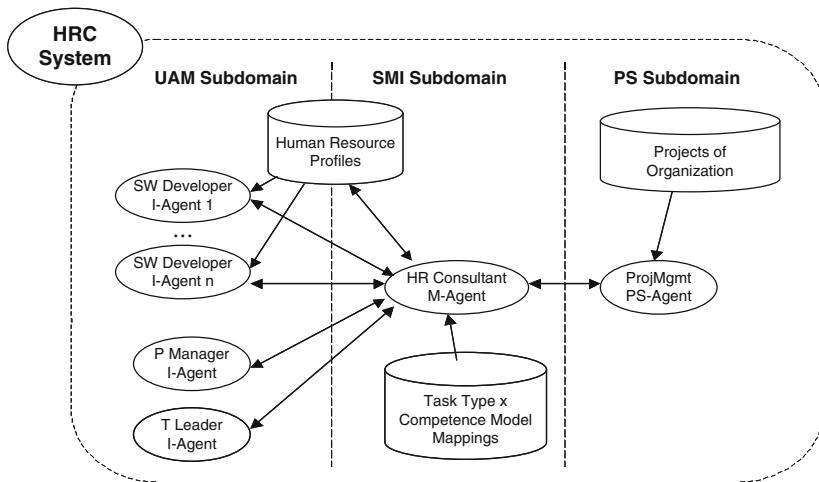 HRC
System
UAM Subdomain
SMI Subdomain
PS Subdomain
Human Resource
Profiles
Projects of
Organization
SW Developer
I-Agent 1
...
SW Developer
I-Agent n
HR Consultant
M-Agent
ProjMgmt
PS-Agent
P Manager
I-Agent
Task Type x
Competence Model
Mappings
T Leader
I-Agent